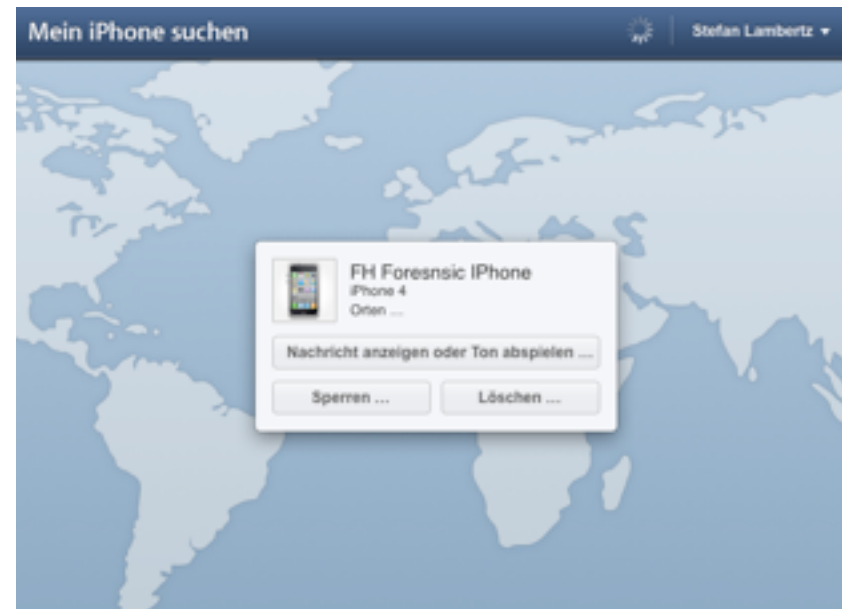 Mein iPhone suchen
Stefan Lambertz
FH Foresnsic IPhone
iPhone 4
Orten ...
Nachricht anzeigen oder Ton abspielen ...
Sperren ...
Löschen ...